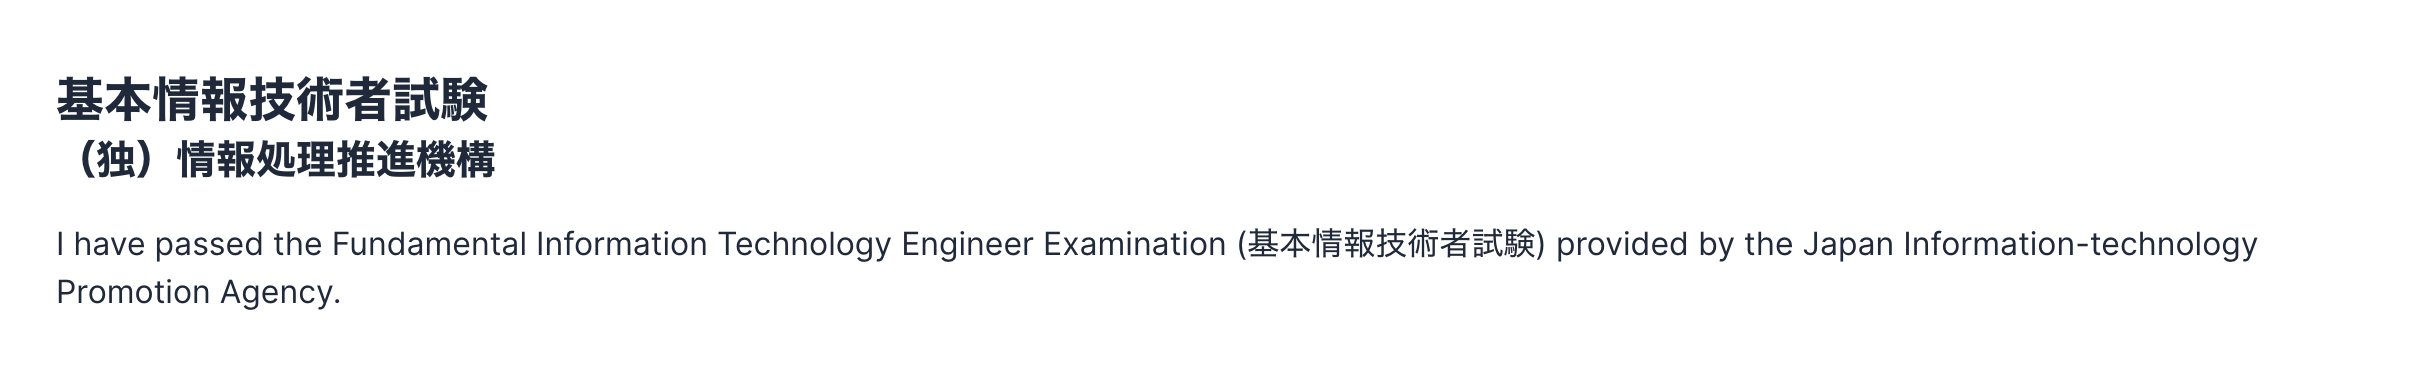 基本情報技術者試験
（独）情報処理推進機構
I have passed the Fundamental Information Technology Engineer Examination (基本情報技術者試験) provided by the Japan Information-technology
Promotion Agency.